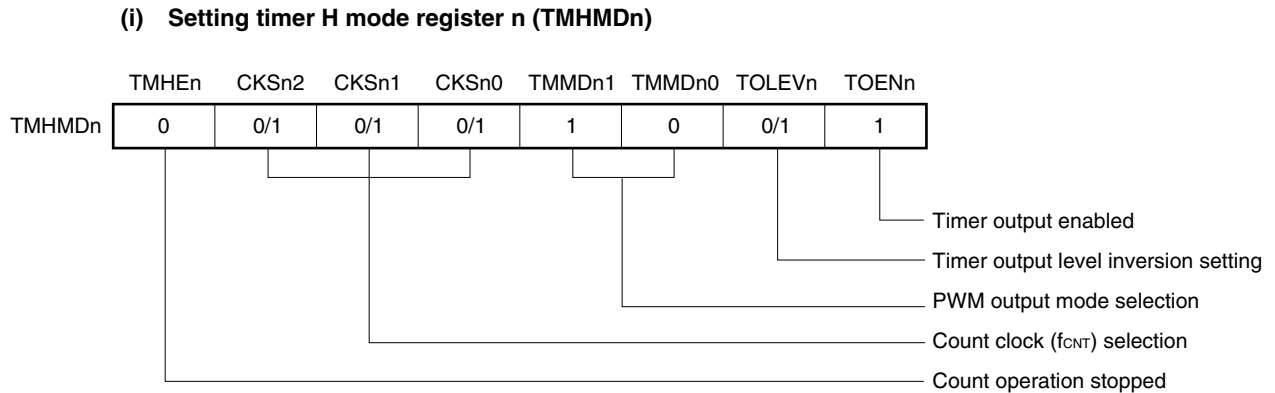 (i) Setting timer H mode register n (TMHMDn)
TMHEn CKSn2 CKSn1 CKSn0 TMMDn1 TMMDn0 TOLEVn TOENn
TMHMDn 0 0/1 0/1 0/1 1 0 0/1 1
Timer output enabled
Timer output level inversion setting
PWM output mode selection
Count clock (fCNT) selection
Count operation stopped